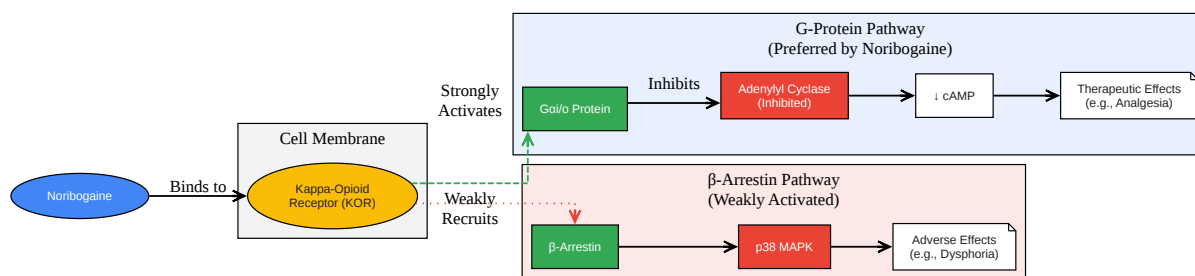 G-Protein Pathway
(Preferred by Noribogaine)
Strongly
Activates
Gαi/o Protein
Inhibits
Adenylyl Cyclase
(Inhibited)
↓ cAMP
Therapeutic Effects
(e.g., Analgesia)
Cell Membrane
Noribogaine
Binds to
Kappa-Opioid
Receptor (KOR)
Weakly
Recruits
β-Arrestin Pathway
(Weakly Activated)
β-Arrestin
p38 MAPK
Adverse Effects
(e.g., Dysphoria)